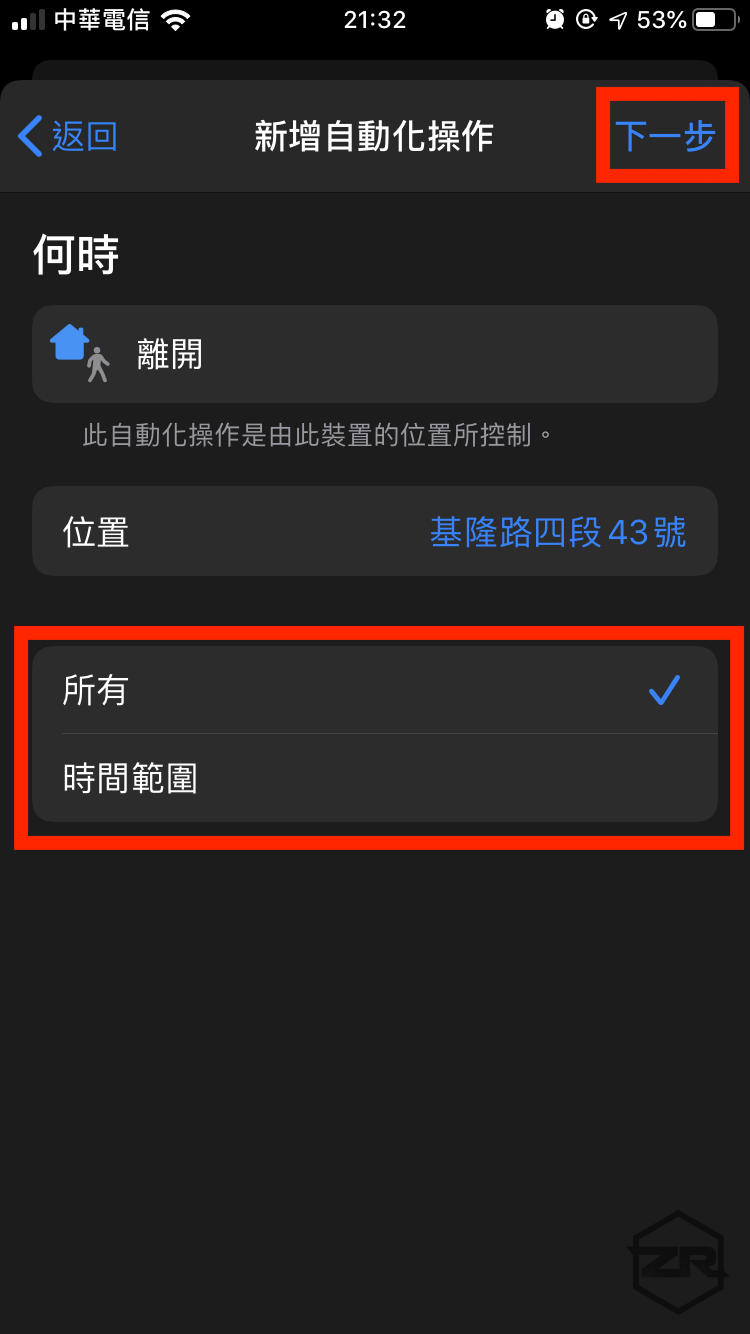 中華電信 21:32 53%
返回 新增自動化操作 下一步
何時
離開
此自動化操作是由此裝置的位置所控制。
位置 基隆路四段43號
所有
時間範圍
ZR